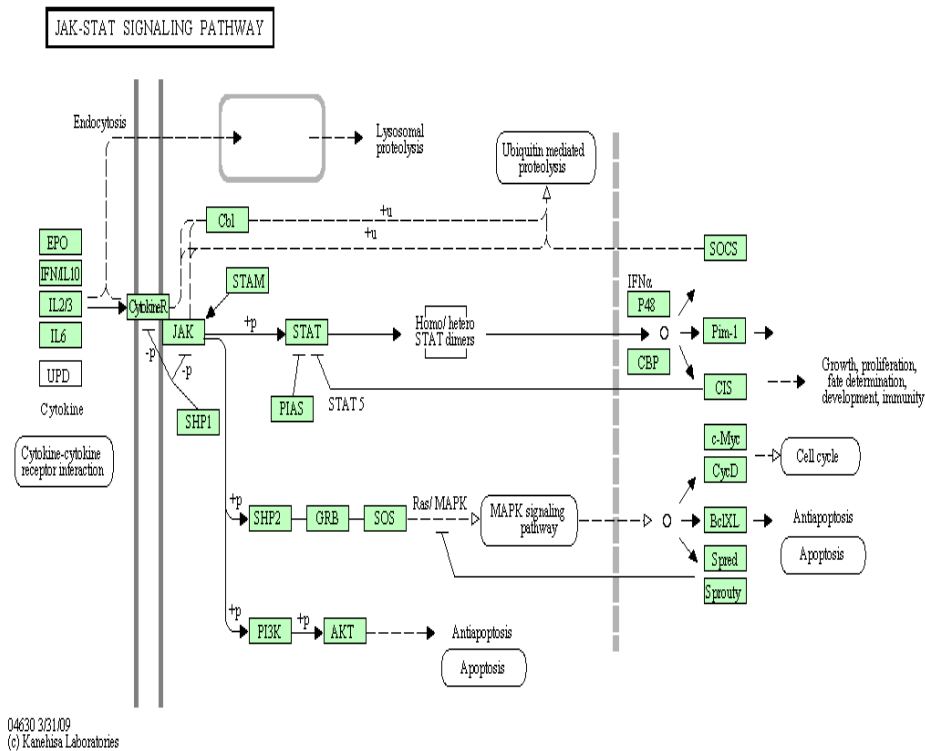 JAK-STAT SIGNALING PATHWAY
Endocytosis
Lysosomal
proteolysis
Ubiquitin mediated
proteolysis
Cbl
+u
+u
SOCS
EPO
IFN/IL10
IL2/3
IL6
UPD
Cytokine
Cytokine-cytokine
receptor interaction
CytokineR
JAK
STAM
+p
STAT
Homo/ hetero
STAT dimers
IFNα
P48
CBP
Pim-1
CIS
Growth, proliferation,
fate determination,
development, immunity
-p
-p
SHP1
PIAS
STAT 5
c-Myc
CycD
Cell cycle
+p
SHP2
GRB
SOS
Ras/ MAPK
MAPK signaling
pathway
BclXL
Antiapoptosis
Apoptosis
Spred
Sprouty
+p
PI3K
+p
AKT
Antiapoptosis
Apoptosis
04630 3/31/09
(c) Kanehisa Laboratories